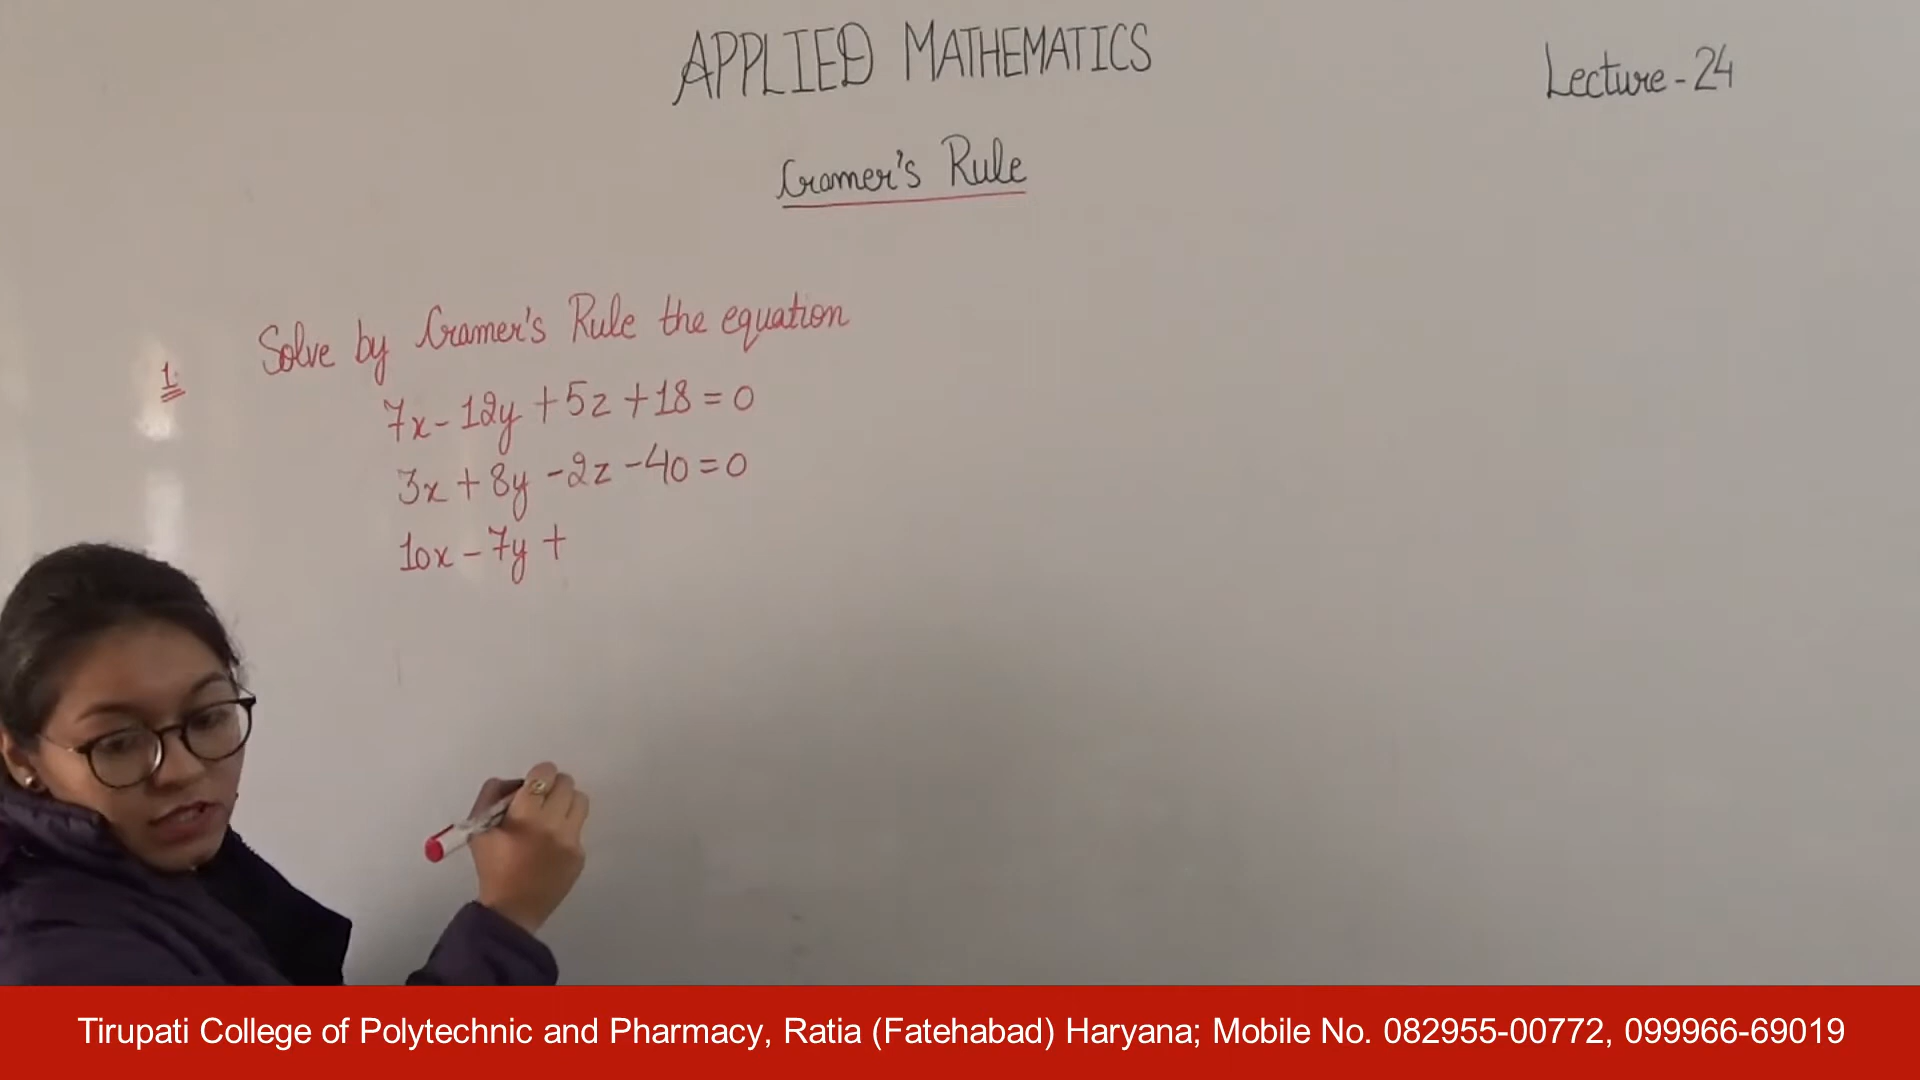 APPLIED MATHEMATICS
Lecture-24
Cramer's Rule
1.
Solve by Cramer's Rule the equation
7x - 12y + 5z + 18 = 0
3x + 8y - 2z - 40 = 0
10x - 7y +
Tirupati College of Polytechnic and Pharmacy, Ratia (Fatehabad) Haryana; Mobile No. 082955-00772, 099966-69019